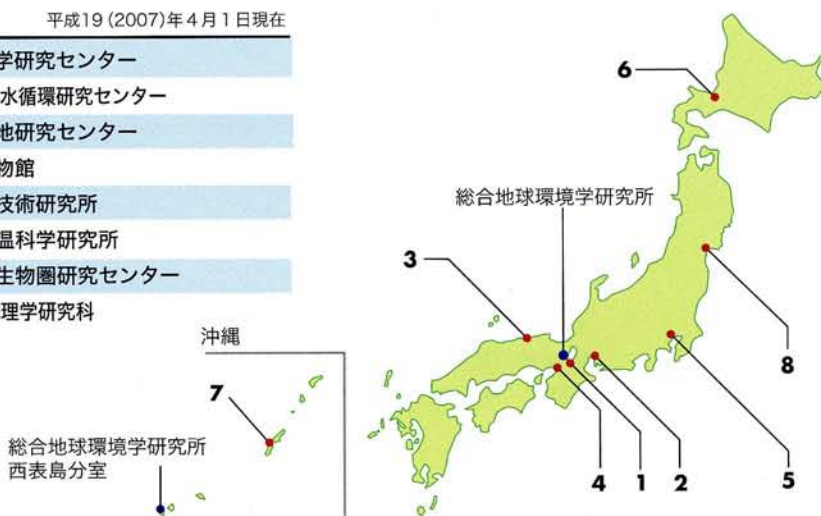 平成19(2007)年4月1日現在
学研究センター
水循環研究センター
地研究センター
物館
技術研究所
温科学研究所
生物圏研究センター
理学研究科
沖縄
7
総合地球環境学研究所
西表島分室
6
総合地球環境学研究所
3
8
4
1
2
5